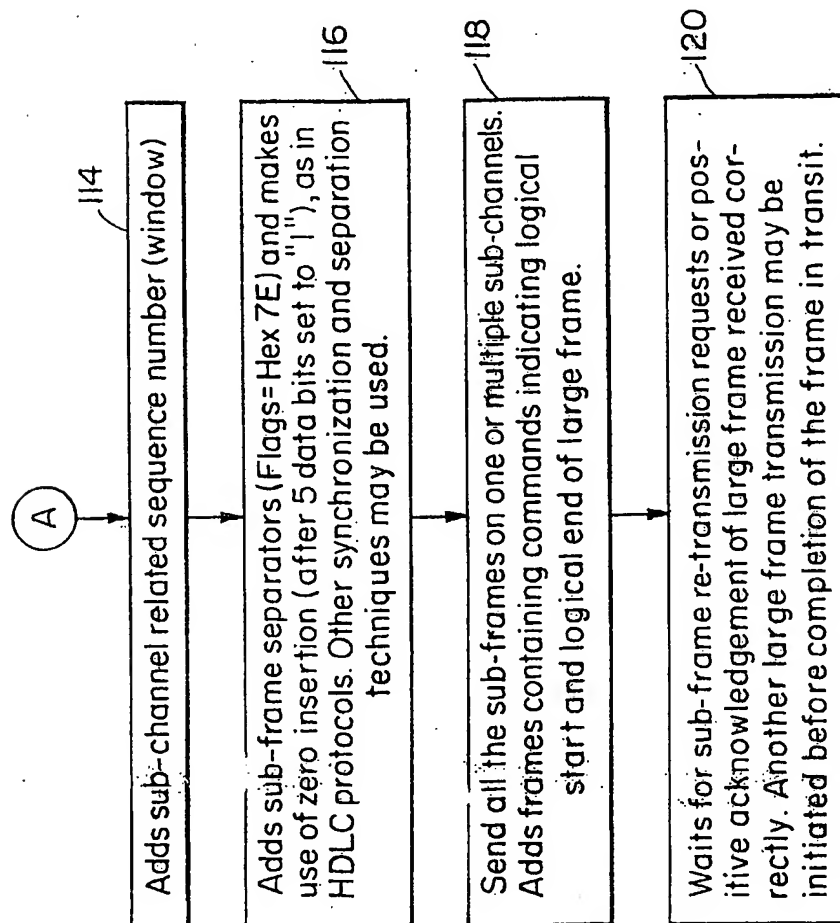 A
114
Adds sub-channel related sequence number (window)
116
Adds sub-frame separators (Flags= Hex 7E) and makes
use of zero insertion (after 5 data bits set to "1"), as in
HDLC protocols. Other synchronization and separation
techniques may be used.
118
Send all the sub-frames on one or multiple sub-channels.
Adds frames containing commands indicating logical
start and logical end of large frame.
120
Waits for sub-frame re-transmission requests or pos-
itive acknowledgement of large frame received cor-
rectly. Another large frame transmission may be
initiated before completion of the frame in transit.